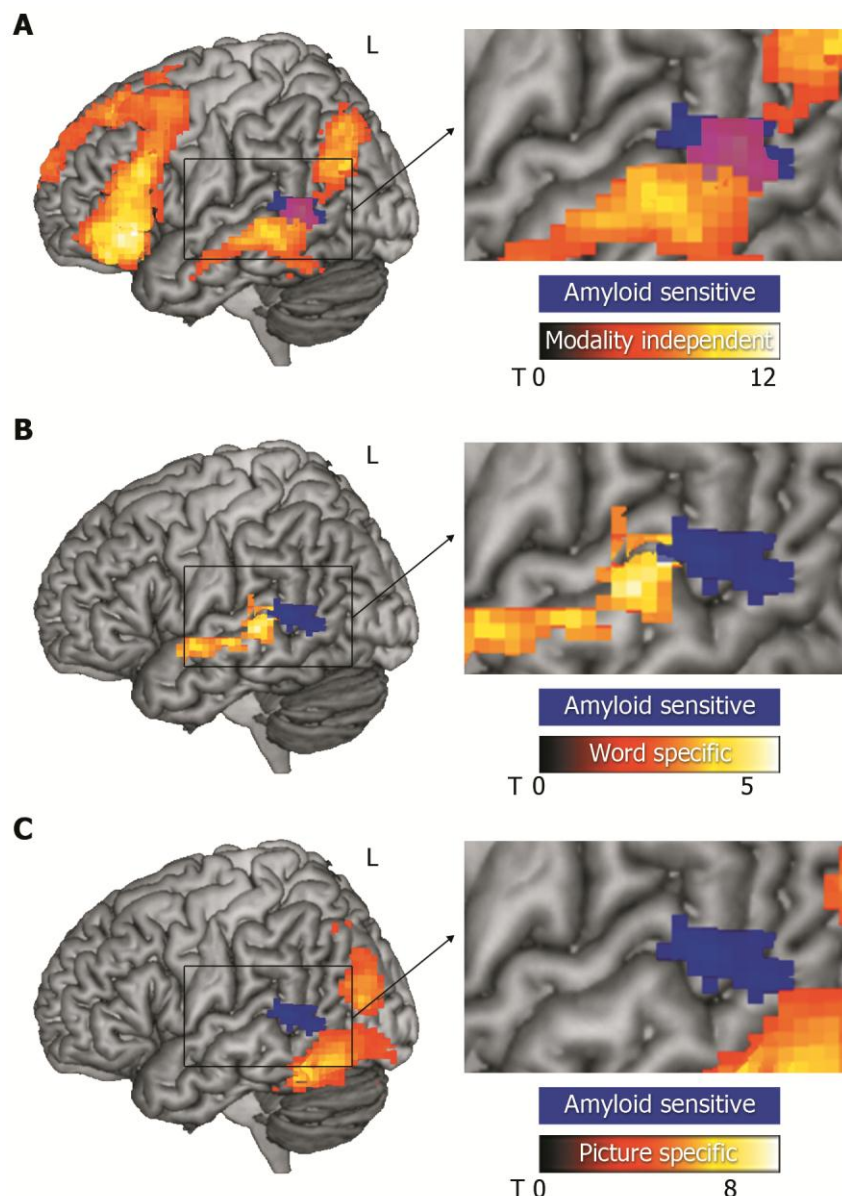 A
L
Amyloid sensitive
Modality independent
T 0 12
B
L
Amyloid sensitive
Word specific
T 0 5
C
L
Amyloid sensitive
Picture specific
T 0 8